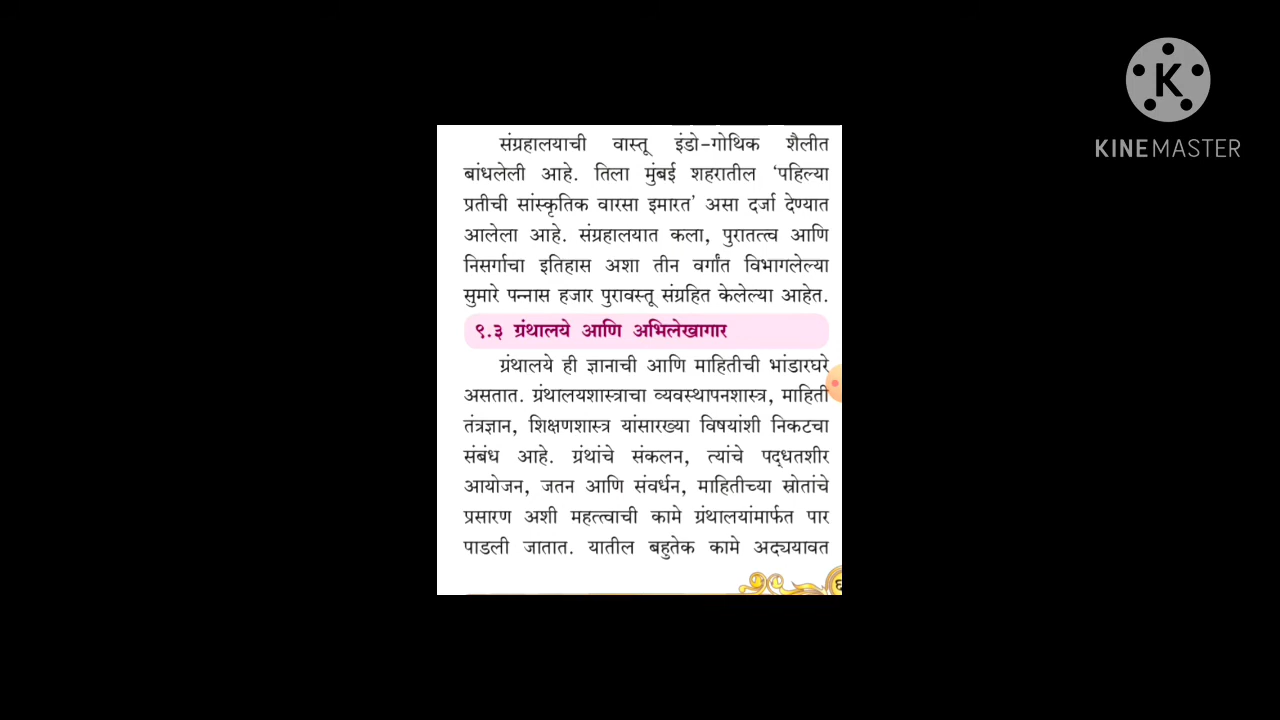 KINEMASTER
संग्रहालयाची वास्तू इंडो-गोथिक शैलीत
बांधलेली आहे. तिला मुंबई शहरातील ‘पहिल्या
प्रतीची सांस्कृतिक वारसा इमारत’ असा दर्जा देण्यात
आलेला आहे. संग्रहालयात कला, पुरातत्त्व आणि
निसर्गाचा इतिहास अशा तीन वर्गांत विभागलेल्या
सुमारे पन्नास हजार पुरावस्तू संग्रहित केलेल्या आहेत.
९.३ ग्रंथालये आणि अभिलेखागार
ग्रंथालये ही ज्ञानाची आणि माहितीची भांडारघरे
असतात. ग्रंथालयशास्त्राचा व्यवस्थापनशास्त्र, माहिती
तंत्रज्ञान, शिक्षणशास्त्र यांसारख्या विषयांशी निकटचा
संबंध आहे. ग्रंथांचे संकलन, त्यांचे पद्धतशीर
आयोजन, जतन आणि संवर्धन, माहितीच्या स्रोतांचे
प्रसारण अशी महत्त्वाची कामे ग्रंथालयांमार्फत पार
पाडली जातात. यातील बहुतेक कामे अद्ययावत